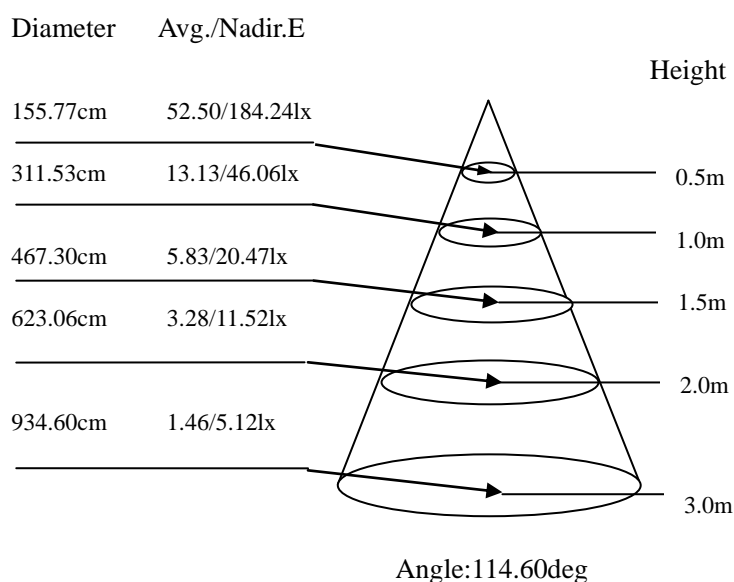 Diameter Avg./Nadir.E
Height
155.77cm 52.50/184.24lx
311.53cm 13.13/46.06lx 0.5m
467.30cm 5.83/20.47lx 1.0m
623.06cm 3.28/11.52lx 1.5m
2.0m
934.60cm 1.46/5.12lx
3.0m
Angle:114.60deg